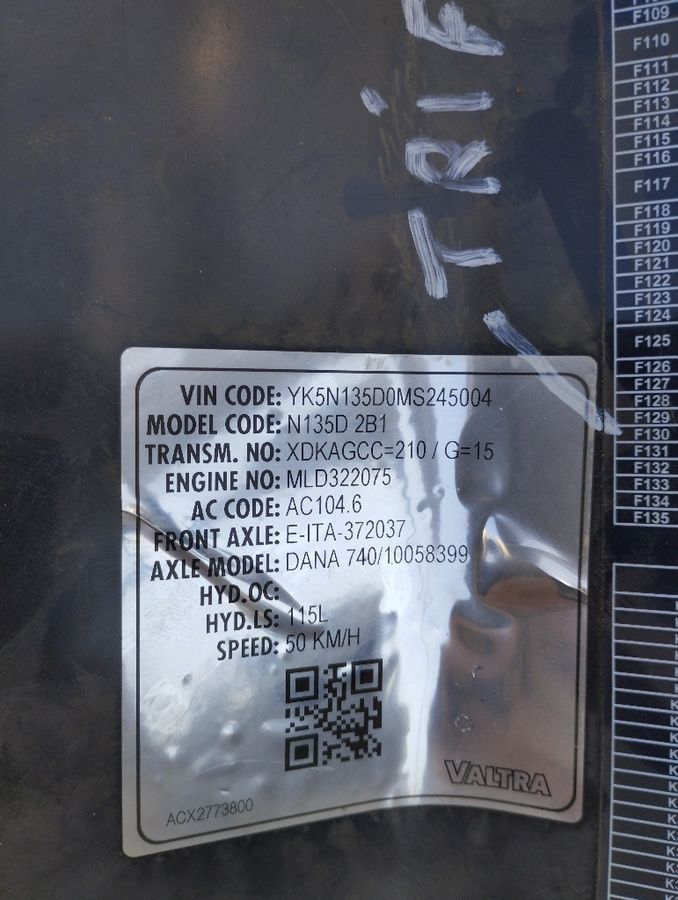 TRIF
F109
F110
F111
F112
F113
F114
F115
F116
F117
F118
F119
F120
F121
F122
F123
F124
F125
F126
F127
F128
F129
F130
F131
F132
F133
F134
F135
VIN CODE: YK5N135D0MS245004
MODEL CODE: N135D 2B1
TRANSM. NO: XDKAGCC=210 / G=15
ENGINE NO: MLD322075
AC CODE: AC104.6
FRONT AXLE: E-ITA-372037
AXLE MODEL: DANA 740/10058399
HYD.OC:
HYD.LS: 115L
SPEED: 50 KM/H
VALTRA
ACX2773800